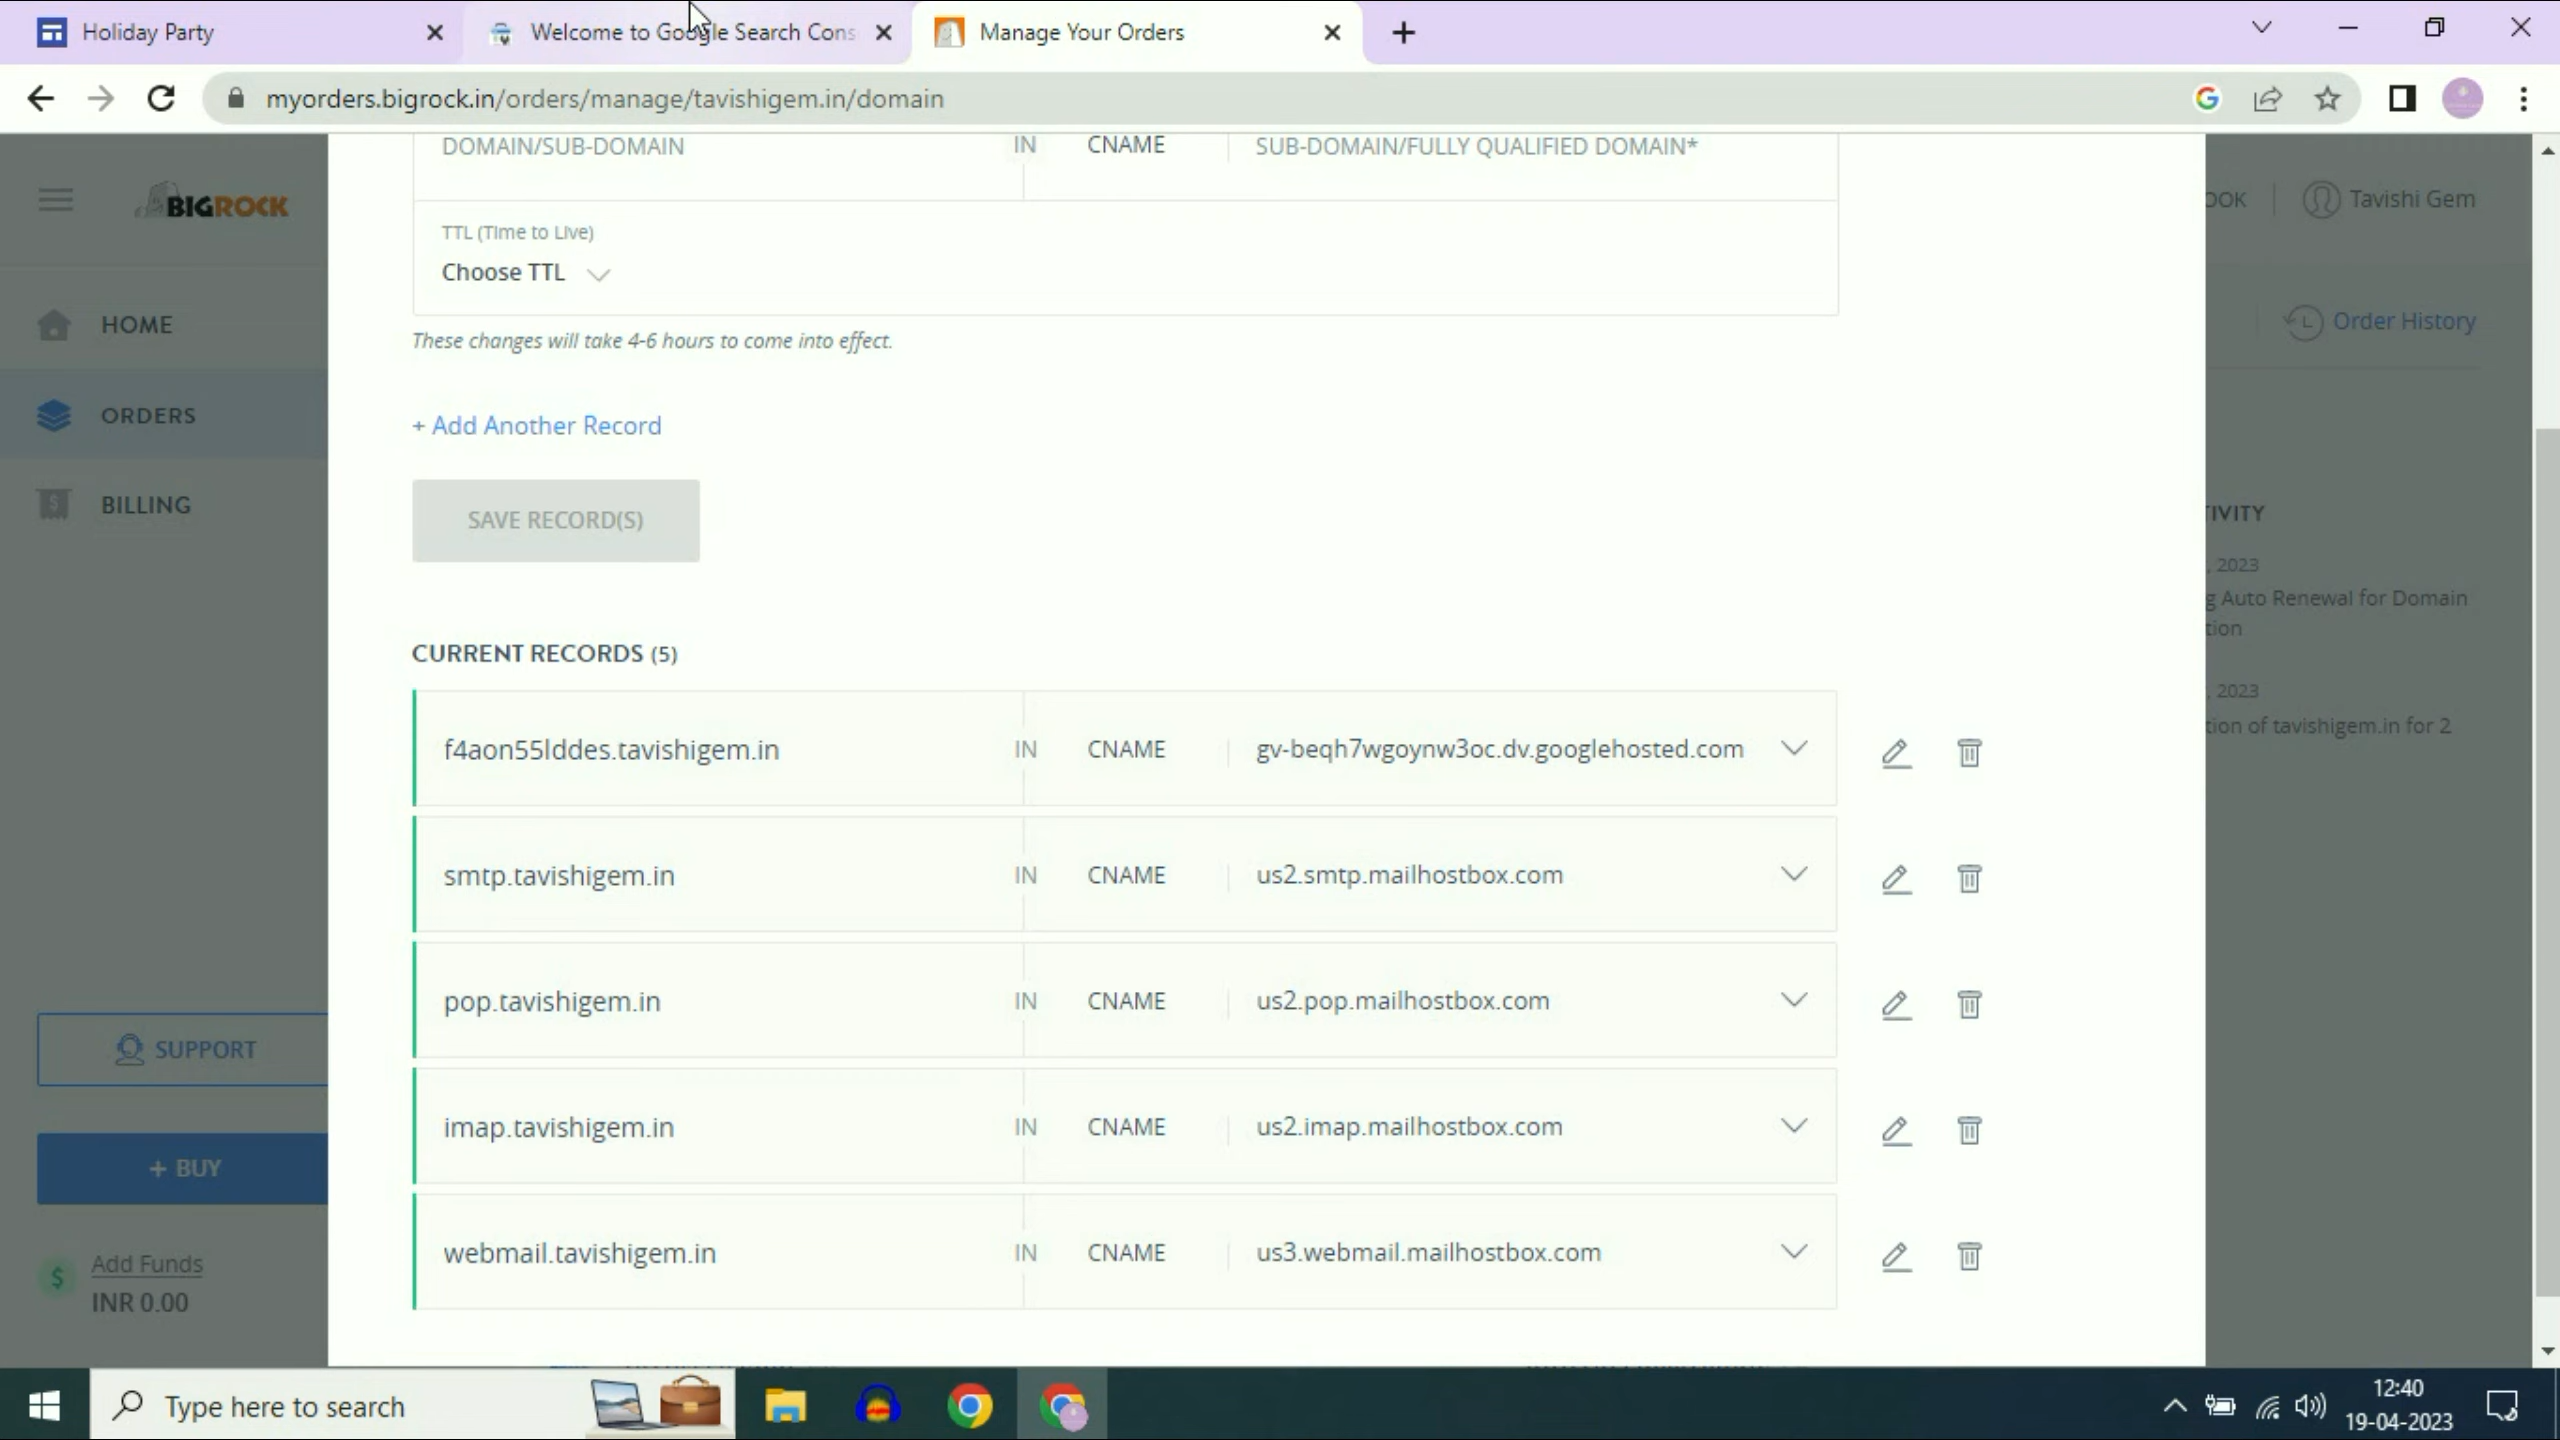 Holiday Party
Welcome to Google Search Cons
Manage Your Orders
myorders.bigrock.in/orders/manage/tavishigem.in/domain
BIGROCK
HOME
ORDERS
BILLING
SUPPORT
+ BUY
$
Add Funds
INR 0.00
DOMAIN/SUB-DOMAIN IN CNAME SUB-DOMAIN/FULLY QUALIFIED DOMAIN*
TTL (Time to Live)
Choose TTL
These changes will take 4-6 hours to come into effect.
+ Add Another Record
SAVE RECORD(S)
CURRENT RECORDS (5)
f4aon55lddes.tavishigem.in IN CNAME gv-beqh7wgoynw3oc.dv.googlehosted.com
smtp.tavishigem.in IN CNAME us2.smtp.mailhostbox.com
pop.tavishigem.in IN CNAME us2.pop.mailhostbox.com
imap.tavishigem.in IN CNAME us2.imap.mailhostbox.com
webmail.tavishigem.in IN CNAME us3.webmail.mailhostbox.com
OOK
Tavishi Gem
Order History
TIVITY
, 2023
g Auto Renewal for Domain
tion
, 2023
tion of tavishigem.in for 2
Type here to search
12:40
19-04-2023